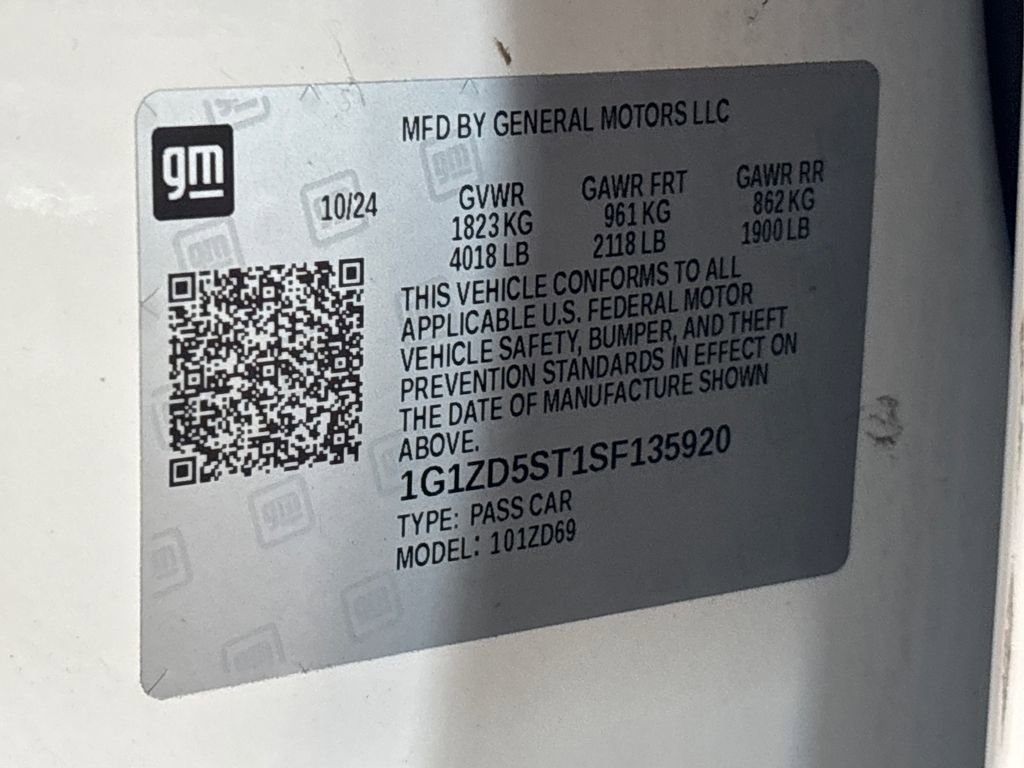 gm
MFD BY GENERAL MOTORS LLC
10/24
GVWR GAWR FRT GAWR RR
1823 KG 961 KG 862 KG
4018 LB 2118 LB 1900 LB
THIS VEHICLE CONFORMS TO ALL
APPLICABLE U.S. FEDERAL MOTOR
VEHICLE SAFETY, BUMPER, AND THEFT
PREVENTION STANDARDS IN EFFECT ON
THE DATE OF MANUFACTURE SHOWN
ABOVE.
1G1ZD5ST1SF135920
TYPE: PASS CAR
MODEL: 101ZD69